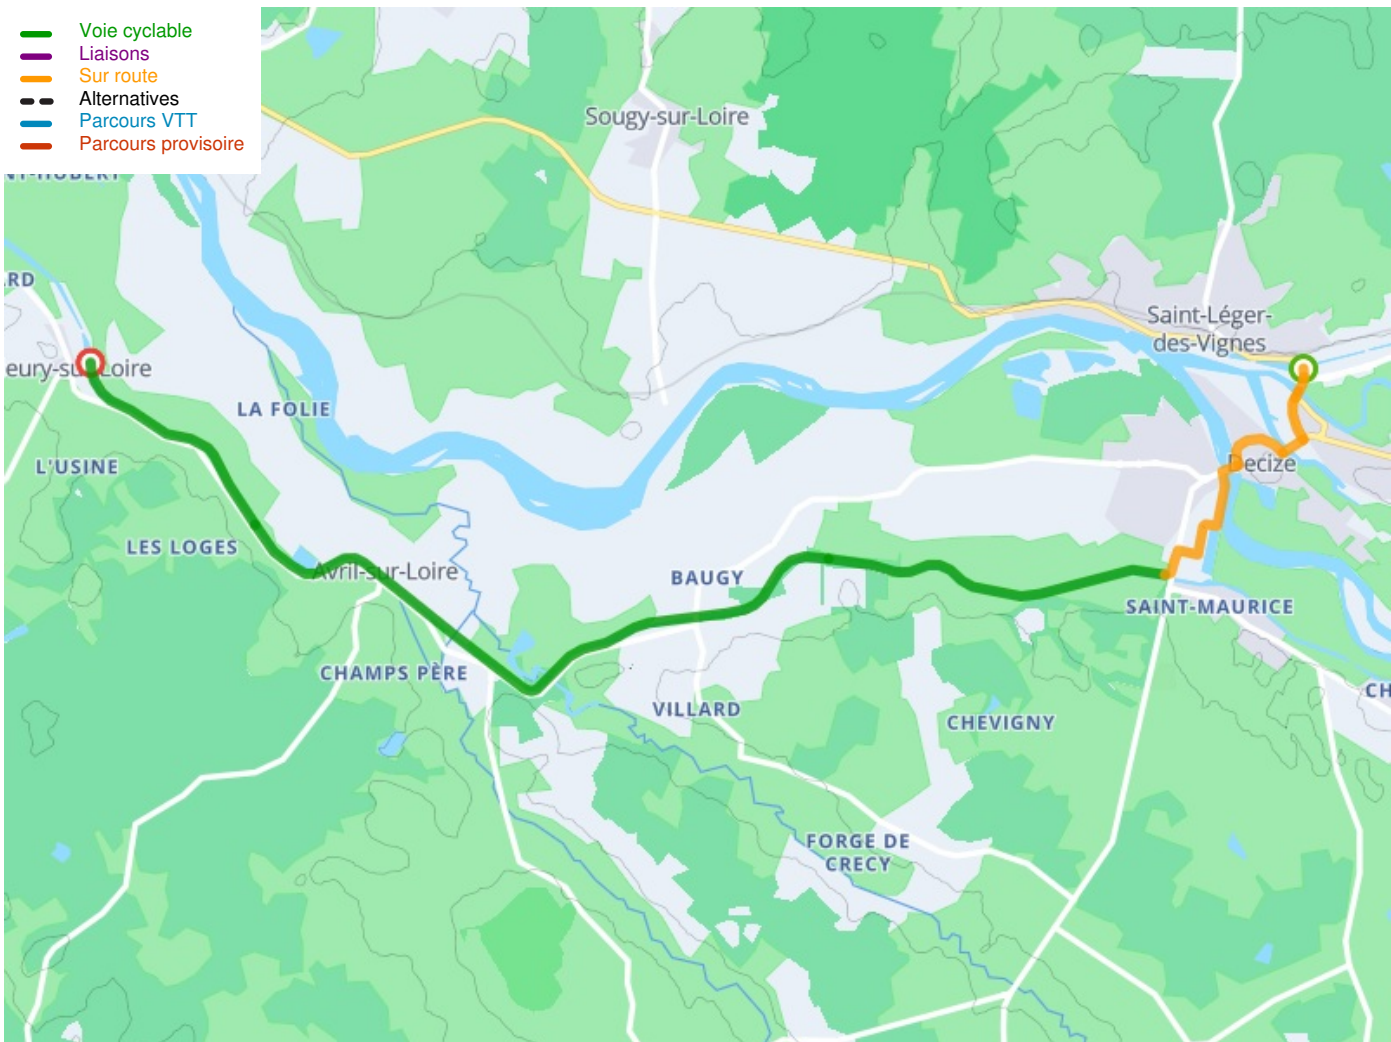 Voie cyclable
Liaisons
Sur route
Alternatives
Parcours VTT
Parcours provisoire
Sougy-sur-Loire
Saint-Léger-
des-Vignes
LA FOLIE
L'USINE
Decize
LES LOGES
Avril-sur-Loire
BAUGY
SAINT-MAURICE
CHAMPS PÈRE
VILLARD
CHEVIGNY
FORGE DE
CRECY